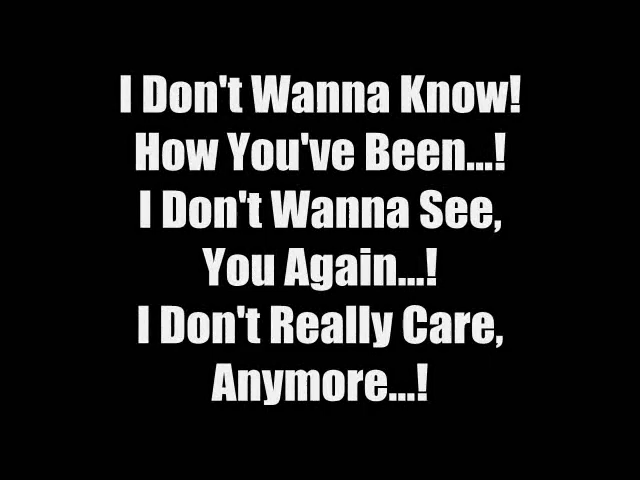 I Don't Wanna Know!
How You've Been...!
I Don't Wanna See,
You Again...!
I Don't Really Care,
Anymore...!